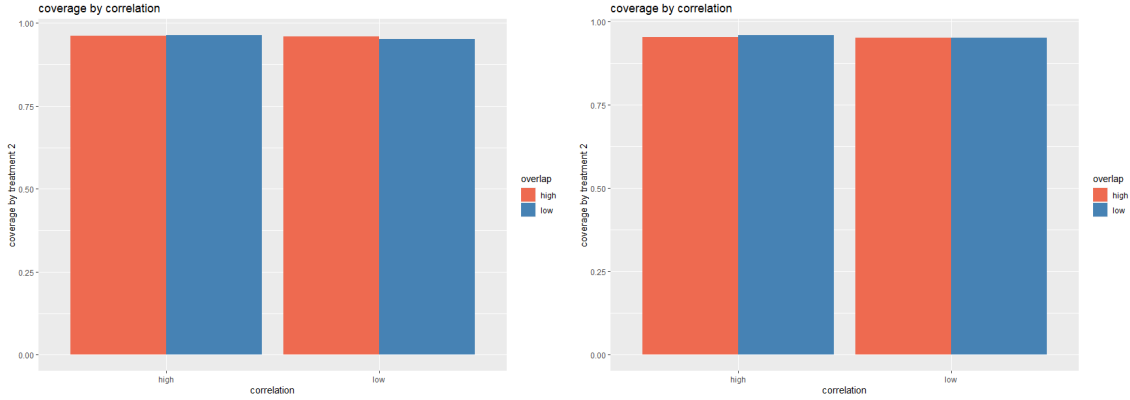 coverage by correlation
1.00
0.75
0.50
0.25
0.00
coverage by treatment 2
high
low
correlation
overlap
high
low
coverage by correlation
1.00
0.75
0.50
0.25
0.00
coverage by treatment 2
high
low
correlation
overlap
high
low